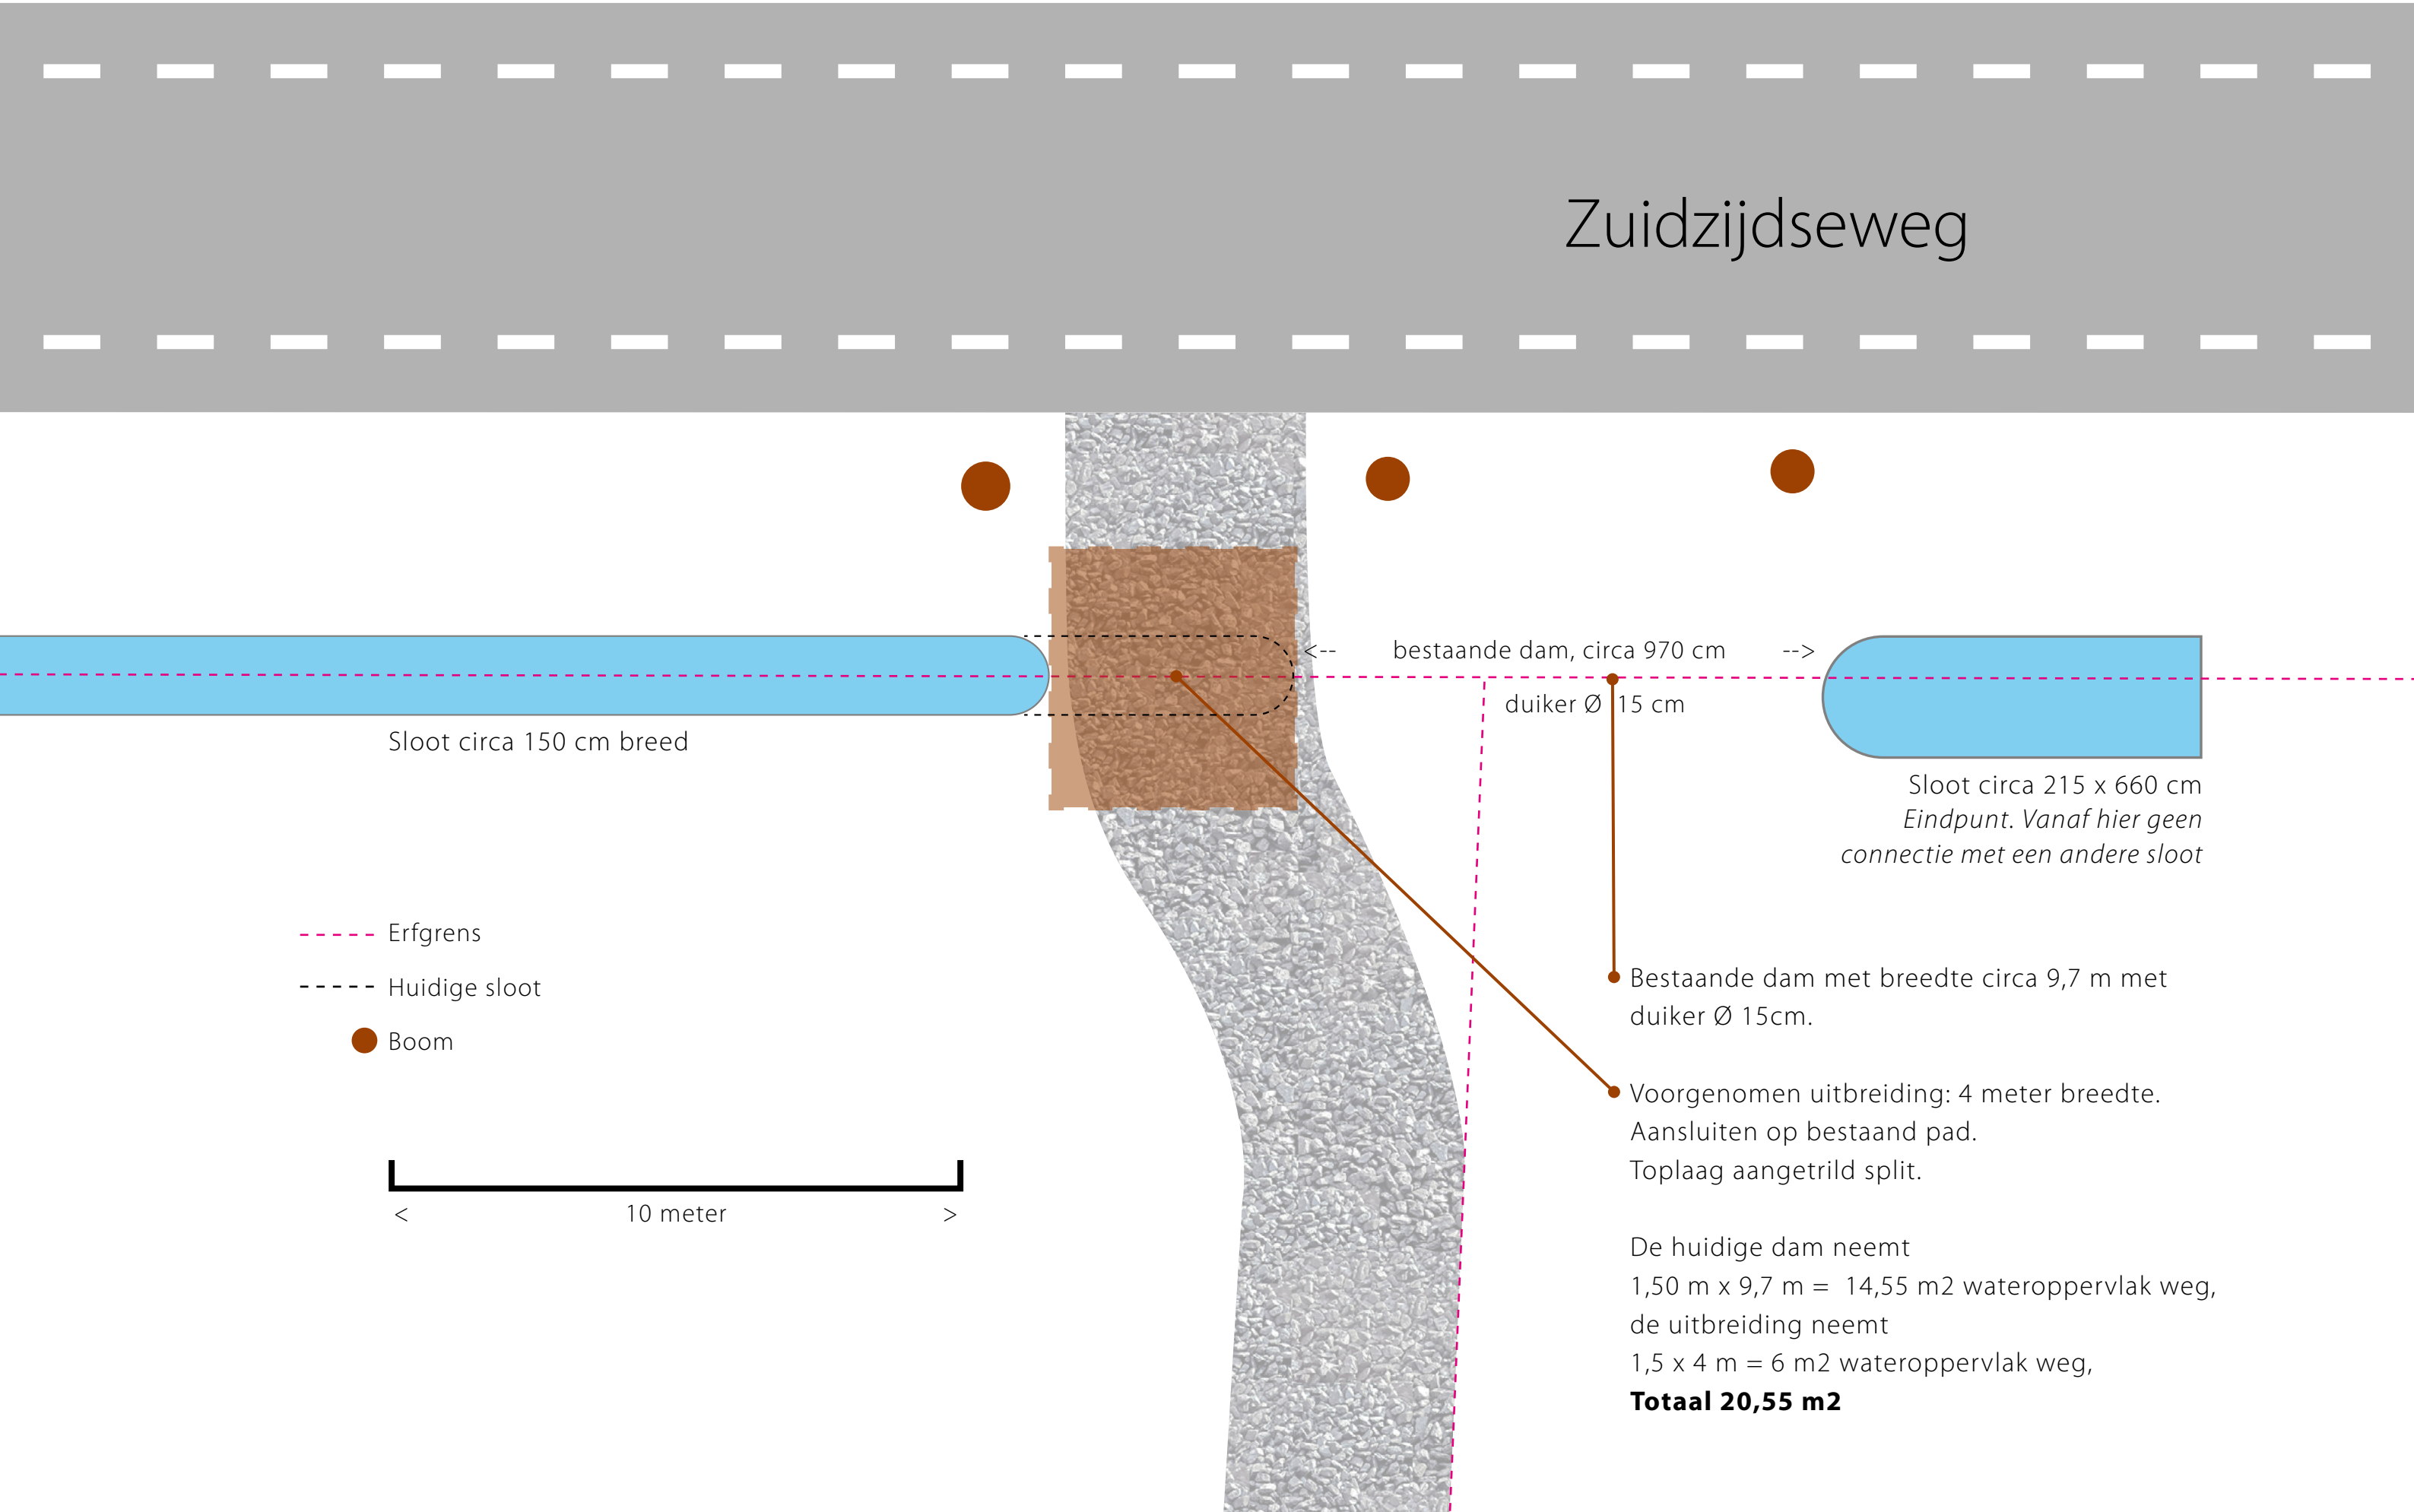 Zuidzijdseweg
<-- bestaande dam, circa 970 cm -->
duiker Ø 15 cm
Sloot circa 150 cm breed
Sloot circa 215 x 660 cm
Eindpunt. Vanaf hier geen
connectie met een andere sloot
Erfgrens
Huidige sloot
Boom
< 10 meter >
Bestaande dam met breedte circa 9,7 m met
duiker Ø 15cm.
Voorgenomen uitbreiding: 4 meter breedte.
Aansluiten op bestaand pad.
Toplaag aangetrild split.
De huidige dam neemt
1,50 m x 9,7 m = 14,55 m2 wateroppervlak weg,
de uitbreiding neemt
1,5 x 4 m = 6 m2 wateroppervlak weg,
Totaal 20,55 m2